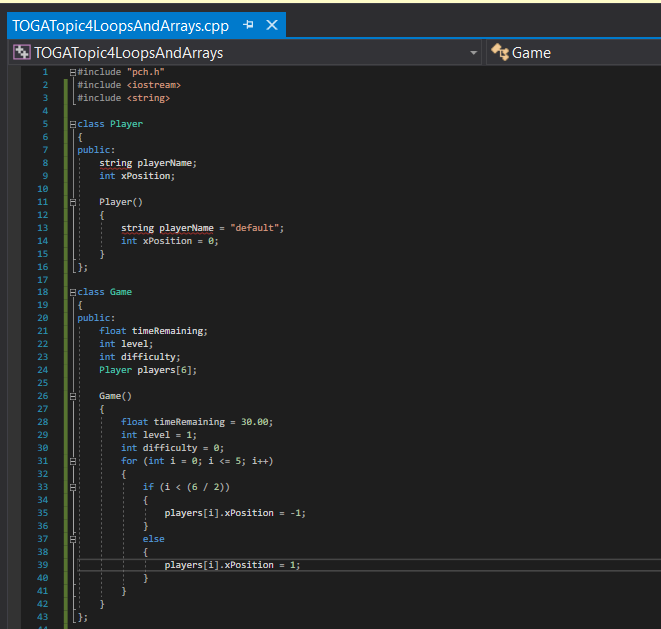 TOGATopic4LoopsAndArrays.cpp
TOGATopic4LoopsAndArrays Game
1 #include "pch.h"
2 #include <iostream>
3 #include <string>
4
5 class Player
6 {
7 public:
8 string playerName;
9 int xPosition;
10
11 Player()
12 {
13 string playerName = "default";
14 int xPosition = 0;
15 }
16 };
17
18 class Game
19 {
20 public:
21 float timeRemaining;
22 int level;
23 int difficulty;
24 Player players[6];
25
26 Game()
27 {
28 float timeRemaining = 30.00;
29 int level = 1;
30 int difficulty = 0;
31 for (int i = 0; i <= 5; i++)
32 {
33 if (i < (6 / 2))
34 {
35 players[i].xPosition = -1;
36 }
37 else
38 {
39 players[i].xPosition = 1;
40 }
41 }
42 }
43 };